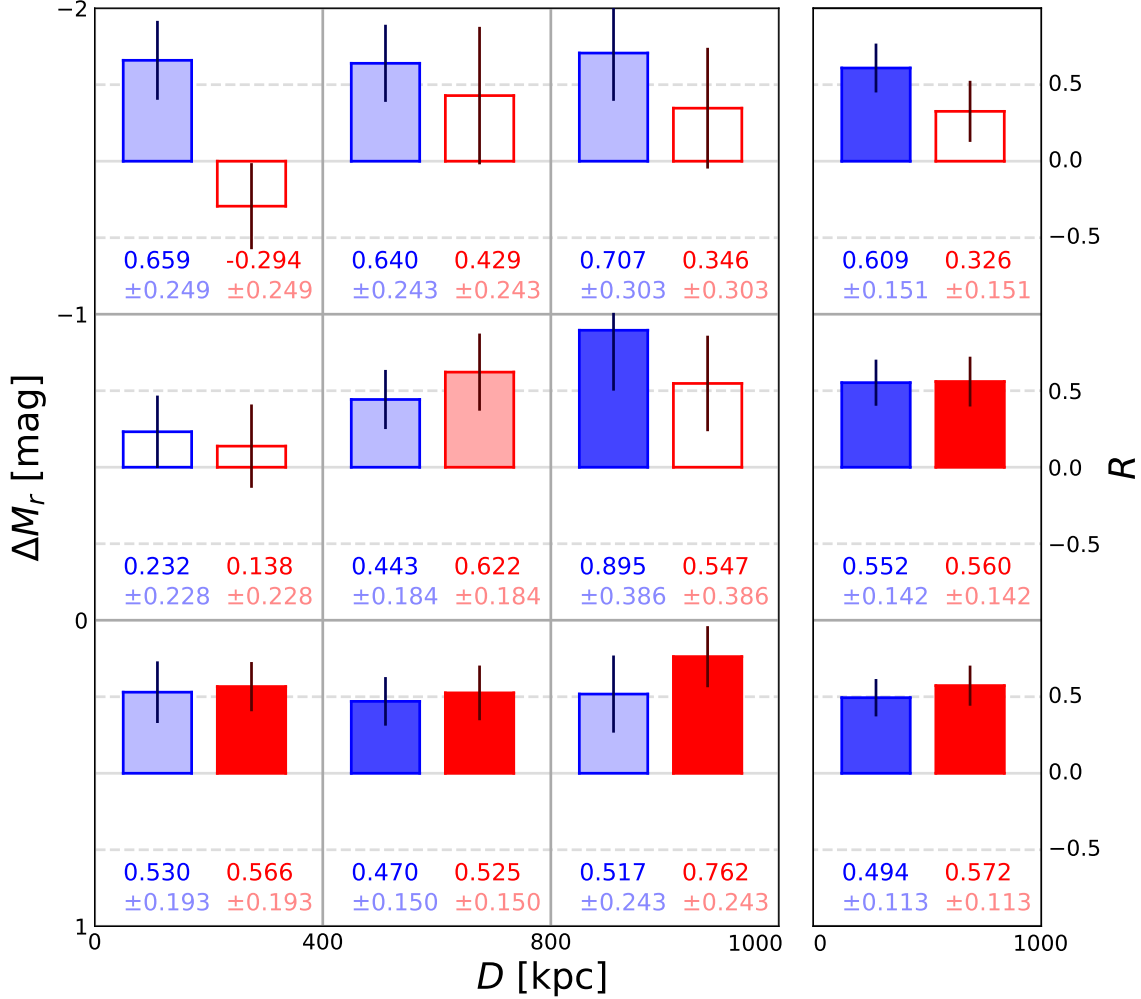 −2
0.5
0.0
−0.5
0.659 -0.294 0.640 0.429 0.707 0.346 0.609 0.326
±0.249 ±0.249 ±0.243 ±0.243 ±0.303 ±0.303 ±0.151 ±0.151
−1
0.5
0.0
−0.5
ΔM_r [mag]
R
0.232 0.138 0.443 0.622 0.895 0.547 0.552 0.560
±0.228 ±0.228 ±0.184 ±0.184 ±0.386 ±0.386 ±0.142 ±0.142
0
0.5
0.0
−0.5
0.530 0.566 0.470 0.525 0.517 0.762 0.494 0.572
±0.193 ±0.193 ±0.150 ±0.150 ±0.243 ±0.243 ±0.113 ±0.113
1
0 400 800 1000 0 1000
D [kpc]